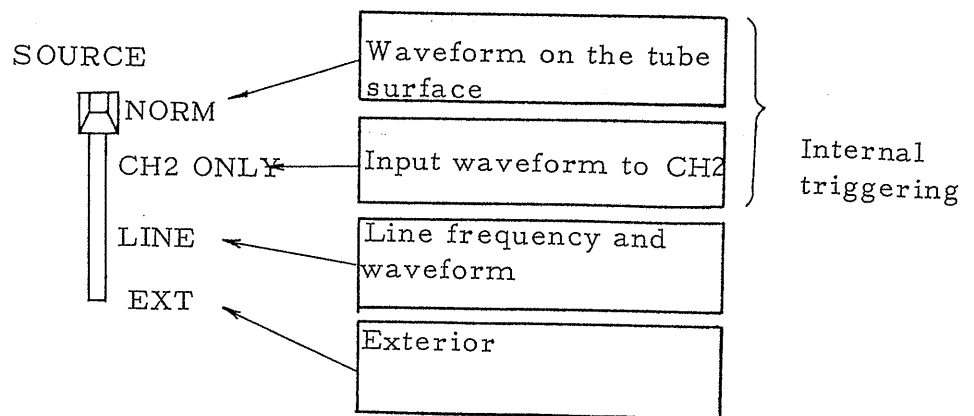 SOURCE
NORM
CH2 ONLY
LINE
EXT
Waveform on the tube
surface
Input waveform to CH2
Line frequency and
waveform
Exterior
Internal
triggering